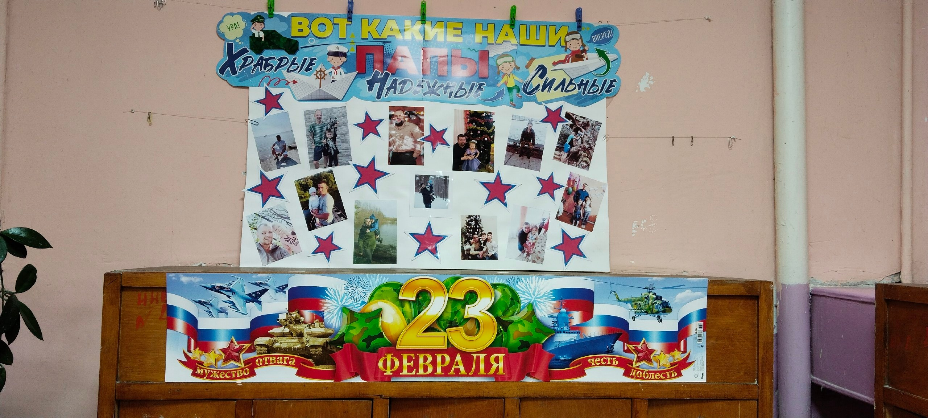 ВОТ КАКИЕ НАШИ
ПАПЫ
Храбрые
Надёжные
Сильные
23
ФЕВРАЛЯ
мужество отвага
честь доблесть